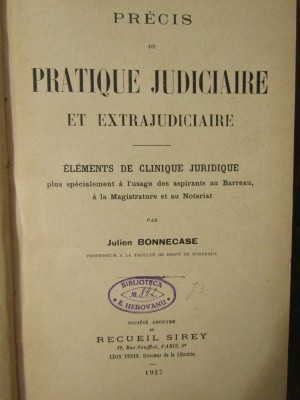 PRÉCIS
DE
PRATIQUE JUDICIAIRE
ET EXTRAJUDICIAIRE
ÉLÉMENTS DE CLINIQUE JURIDIQUE
plus spécialement à l'usage des aspirants au Barreau,
à la Magistrature et au Notariat
PAR
Julien BONNECASE
PROFESSEUR A LA FACULTÉ DE DROIT DE BORDEAUX
BIBLIOTECA
E. HEROVANU
SOCIÉTÉ ANONYME
DU
RECUEIL SIREY
22, Rue Soufflot, PARIS, 5e
LÉON TENIN, Directeur de la Librairie.
1927